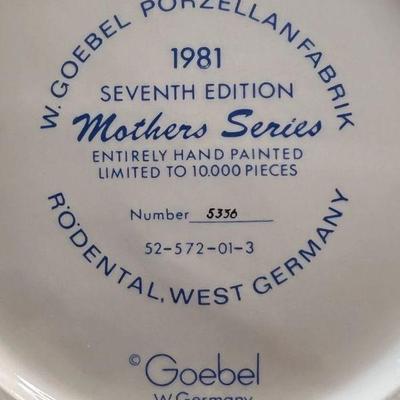 W. GOEBEL PORZELLANFABRIK
1981
SEVENTH EDITION
Mothers Series
ENTIRELY HAND PAINTED
LIMITED TO 10.000 PIECES
Number 5336
52-572-01-3
RÖDENTAL, WEST GERMANY
© Goebel
W. Germany